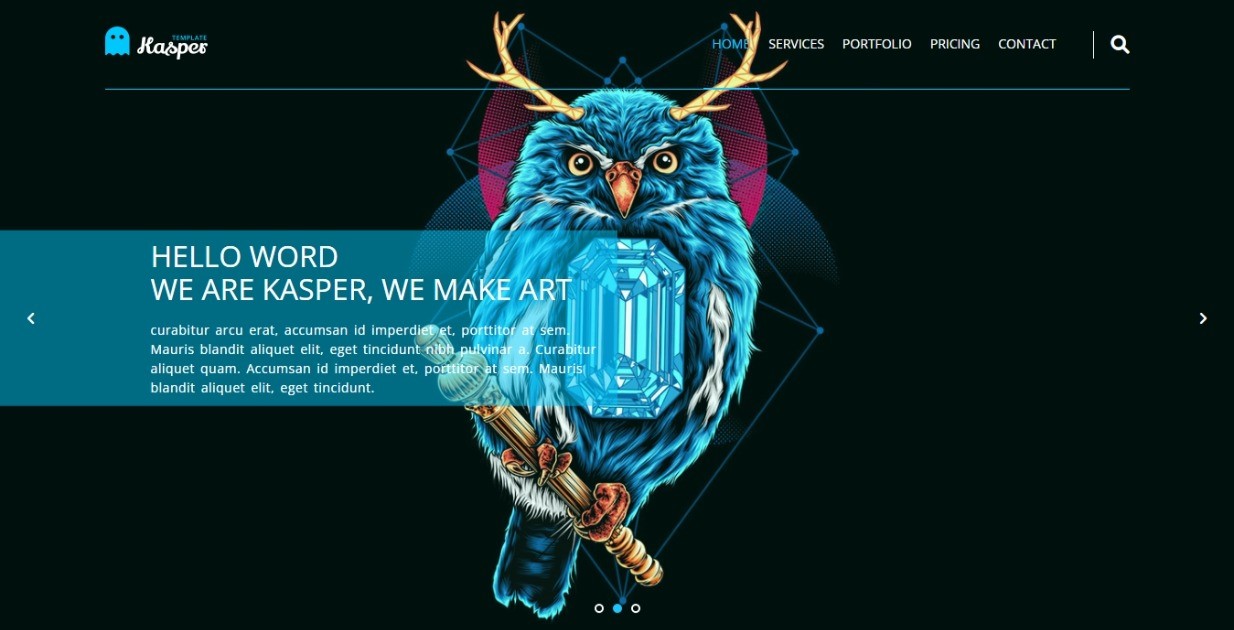 TEMPLATE
Kasper
HOME SERVICES PORTFOLIO PRICING CONTACT
HELLO WORD
WE ARE KASPER, WE MAKE ART
curabitur arcu erat, accumsan id imperdiet et, porttitor at sem.
Mauris blandit aliquet elit, eget tincidunt nibh pulvinar a. Curabitur
aliquet quam. Accumsan id imperdiet et, porttitor at sem. Mauris
blandit aliquet elit, eget tincidunt.